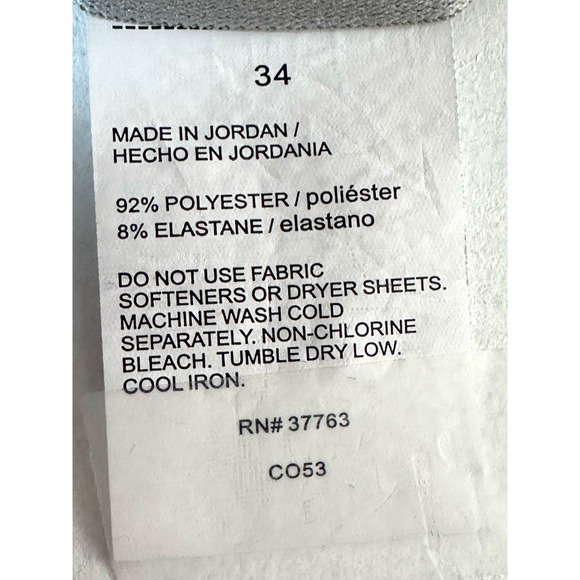 34
MADE IN JORDAN /
HECHO EN JORDANIA
92% POLYESTER / poliéster
8% ELASTANE / elastano
DO NOT USE FABRIC
SOFTENERS OR DRYER SHEETS.
MACHINE WASH COLD
SEPARATELY. NON-CHLORINE
BLEACH. TUMBLE DRY LOW.
COOL IRON.
RN# 37763
CO53